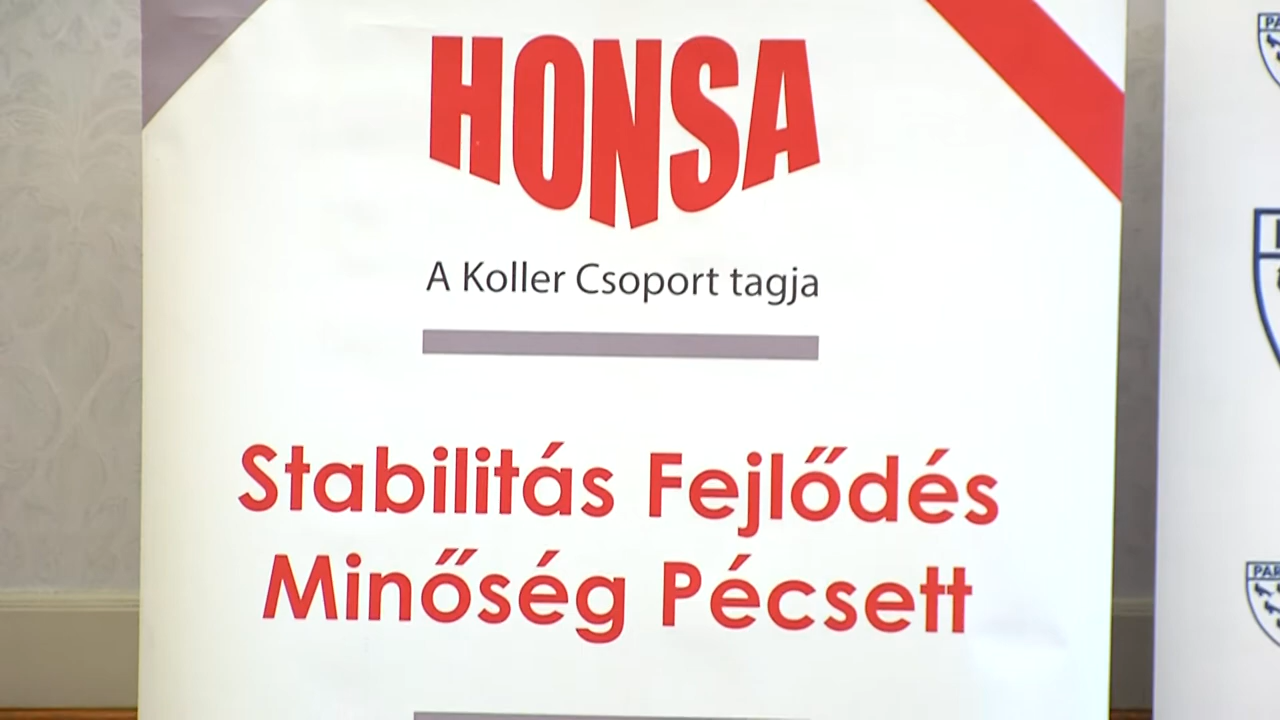 HONSA
A Koller Csoport tagja
Stabilitás Fejlődés
Minőség Pécsett